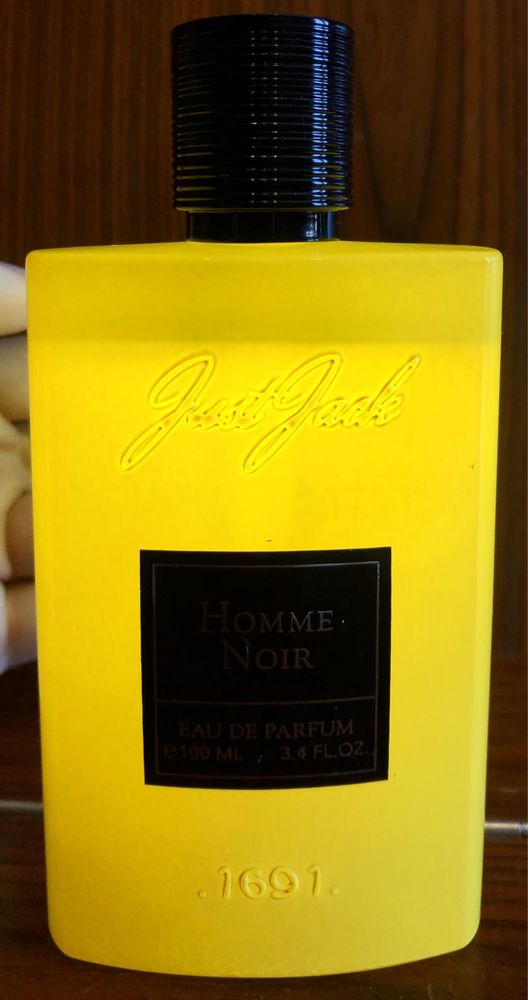 Just Jack
HOMME
NOIR
EAU DE PARFUM
℮100 ML 3.4 FL.OZ.
.1691.